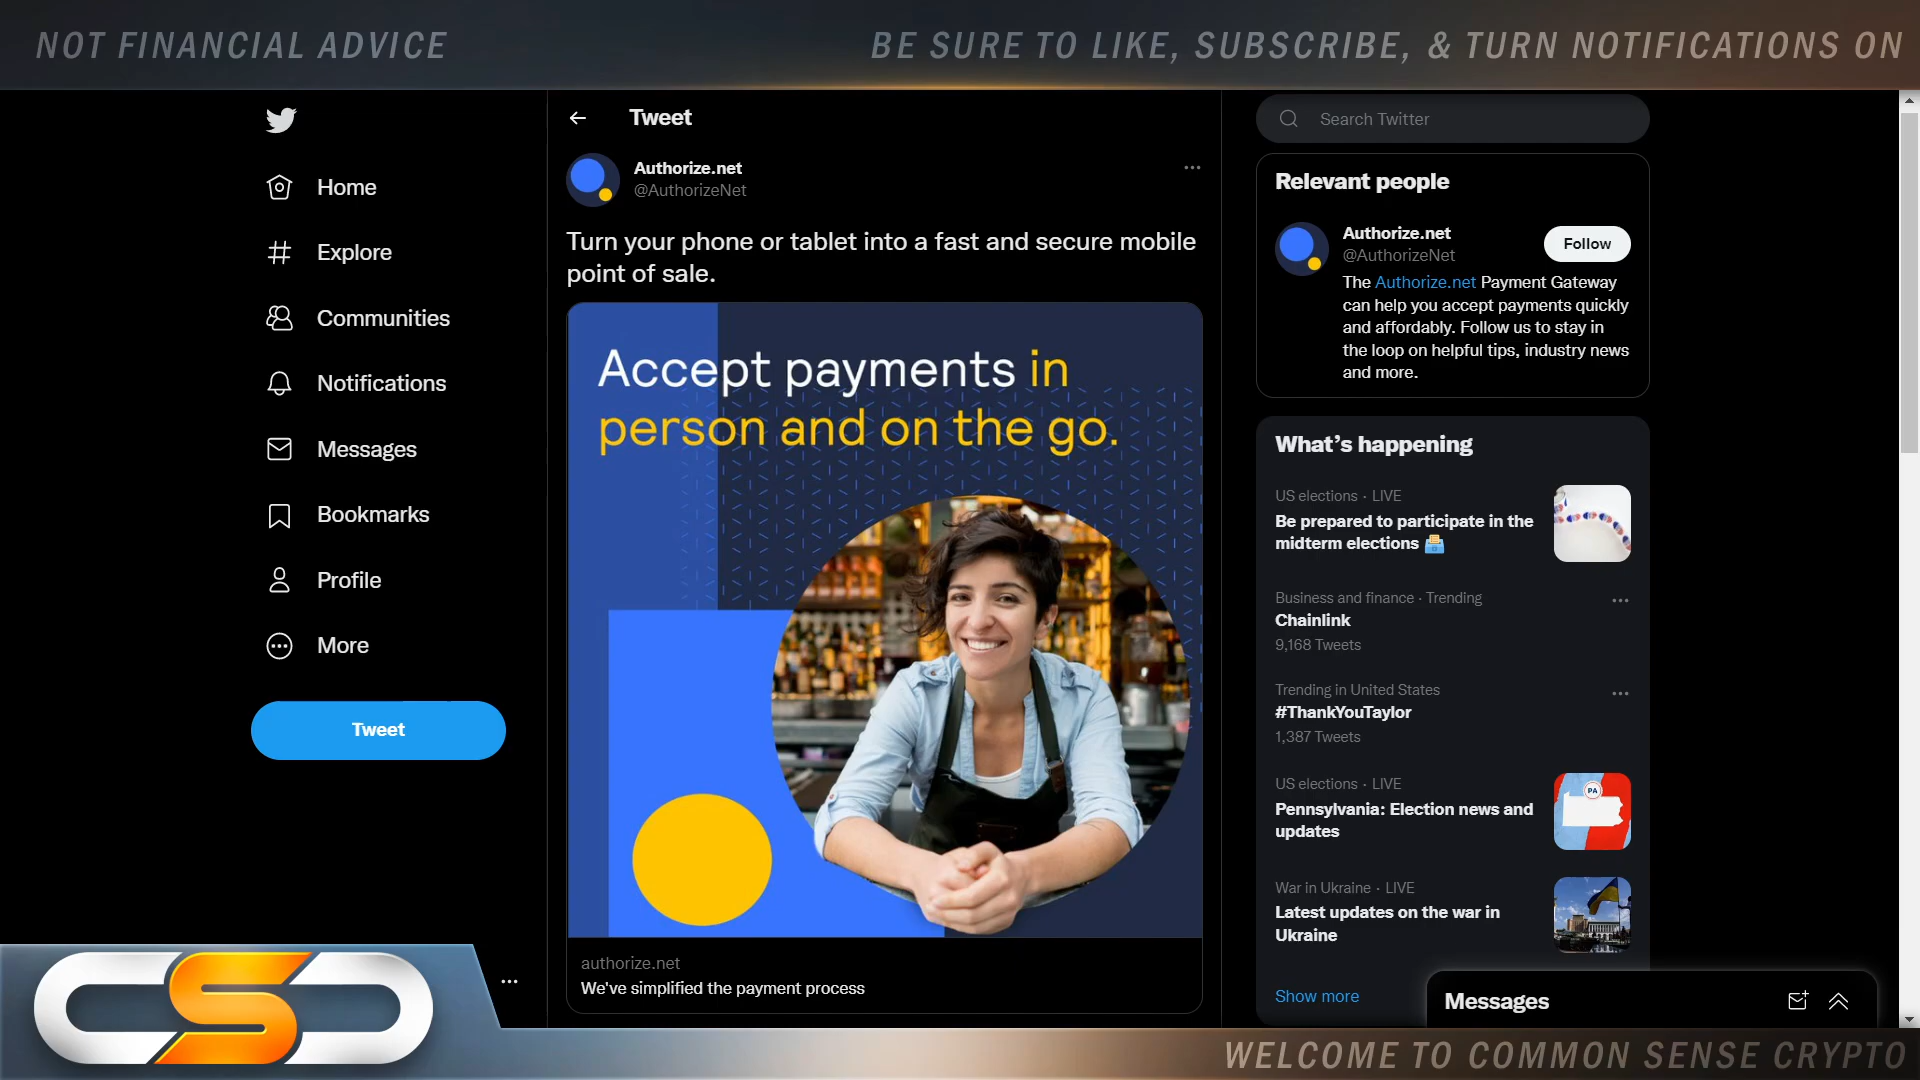 NOT FINANCIAL ADVICE
BE SURE TO LIKE, SUBSCRIBE, & TURN NOTIFICATIONS ON
Home
Explore
Communities
Notifications
Messages
Bookmarks
Profile
More
Tweet
Tweet
Authorize.net
@AuthorizeNet
Turn your phone or tablet into a fast and secure mobile
point of sale.
Accept payments in
person and on the go.
authorize.net
We've simplified the payment process
Search Twitter
Relevant people
Authorize.net
@AuthorizeNet
Follow
The Authorize.net Payment Gateway
can help you accept payments quickly
and affordably. Follow us to stay in
the loop on helpful tips, industry news
and more.
What's happening
US elections · LIVE
Be prepared to participate in the
midterm elections
Business and finance · Trending
Chainlink
9,168 Tweets
Trending in United States
#ThankYouTaylor
1,387 Tweets
US elections · LIVE
Pennsylvania: Election news and
updates
PA
War in Ukraine · LIVE
Latest updates on the war in
Ukraine
Show more
Messages
CSC
WELCOME TO COMMON SENSE CRYPTO